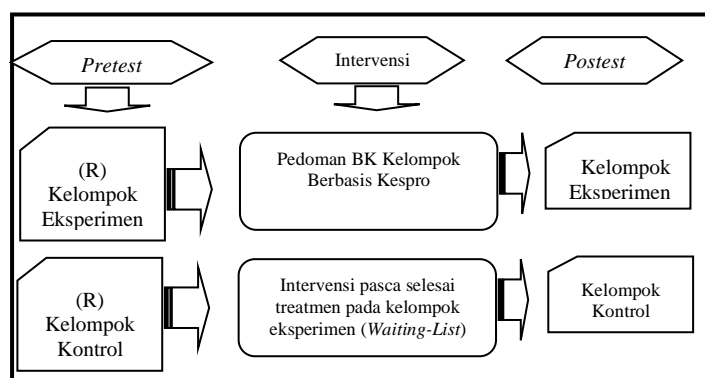 Pretest
Intervensi
Postest
(R)
Kelompok
Eksperimen
Pedoman BK Kelompok
Berbasis Kespro
Kelompok
Eksperimen
(R)
Kelompok
Kontrol
Intervensi pasca selesai
treatmen pada kelompok
eksperimen (Waiting-List)
Kelompok
Kontrol